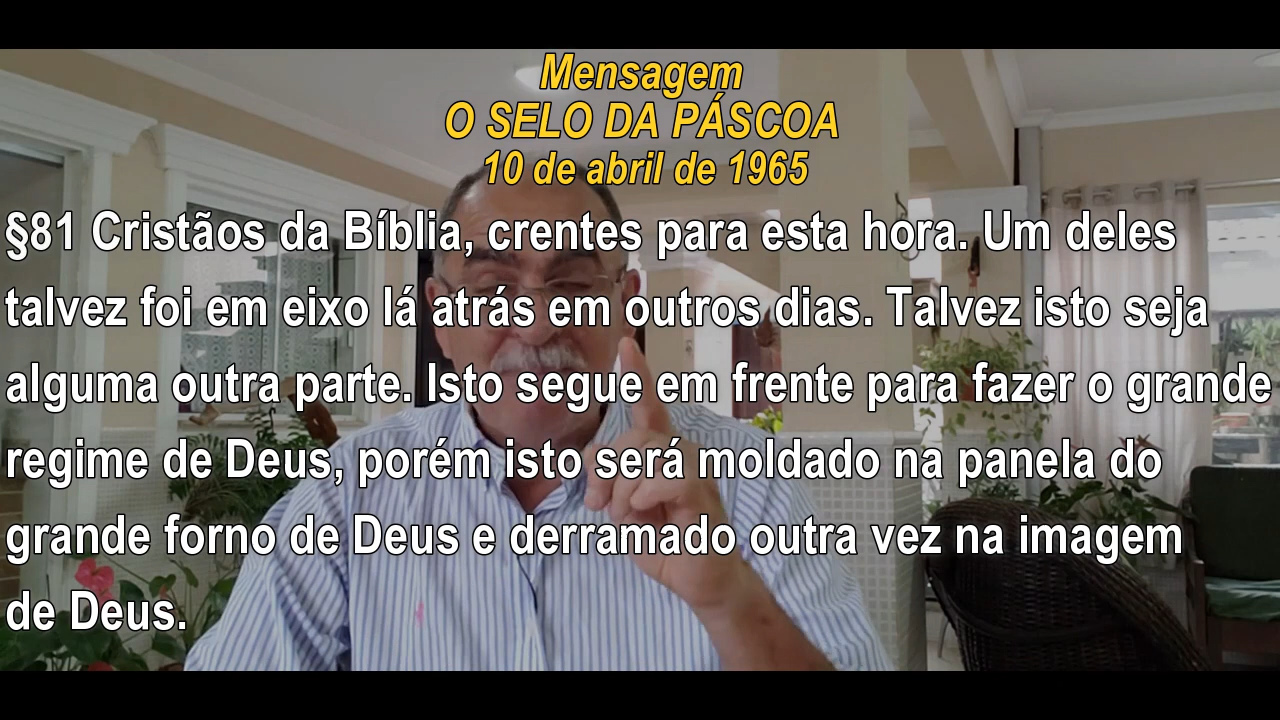 Mensagem
O SELO DA PÁSCOA
10 de abril de 1965
§81 Cristãos da Bíblia, crentes para esta hora. Um deles
talvez foi em eixo lá atrás em outros dias. Talvez isto seja
alguma outra parte. Isto segue em frente para fazer o grande
regime de Deus, porém isto será moldado na panela do
grande forno de Deus e derramado outra vez na imagem
de Deus.